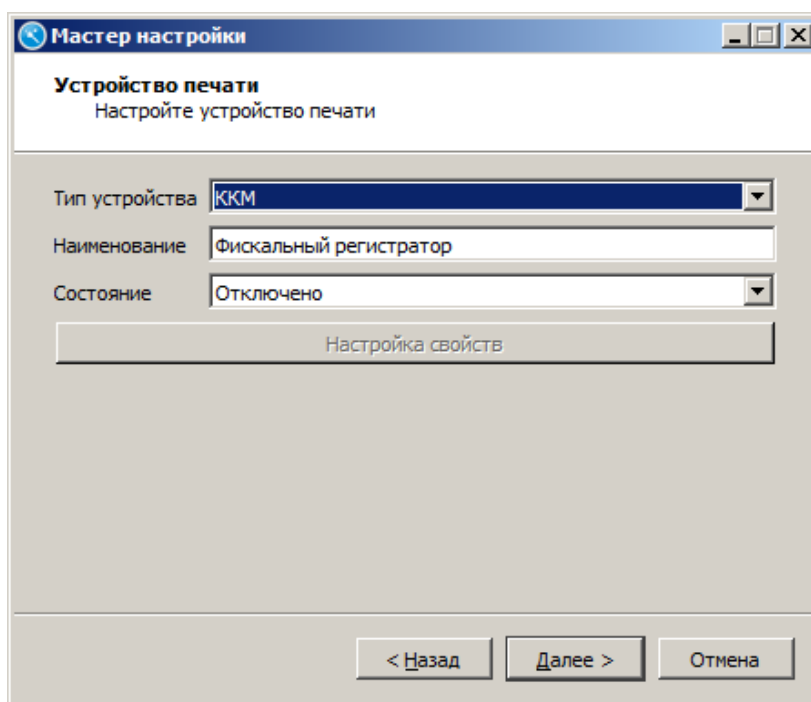 Мастер настройки
Устройство печати
Настройте устройство печати
Тип устройства ККМ
Наименование Фискальный регистратор
Состояние Отключено
Настройка свойств
< Назад Далее > Отмена